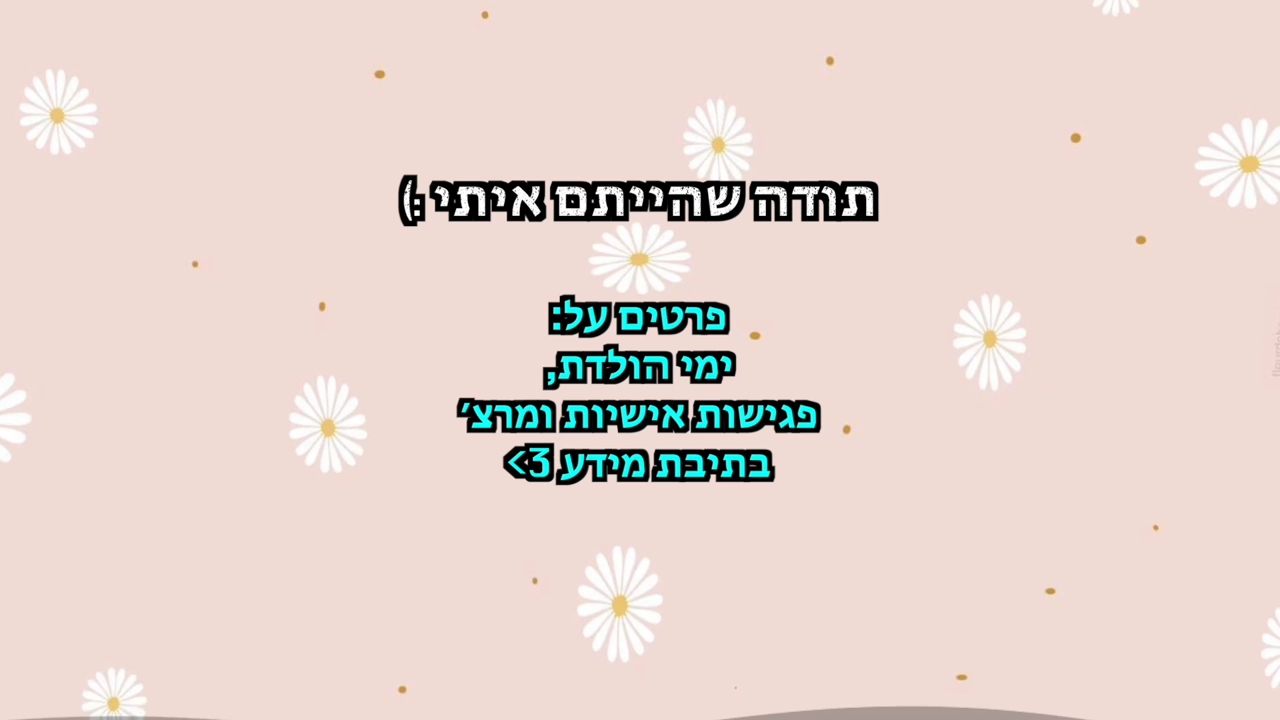 תודה שהייתם איתי :)
פרטים על:
ימי הולדת,
פגישות אישיות ומרצ'
בתיבת מידע <3